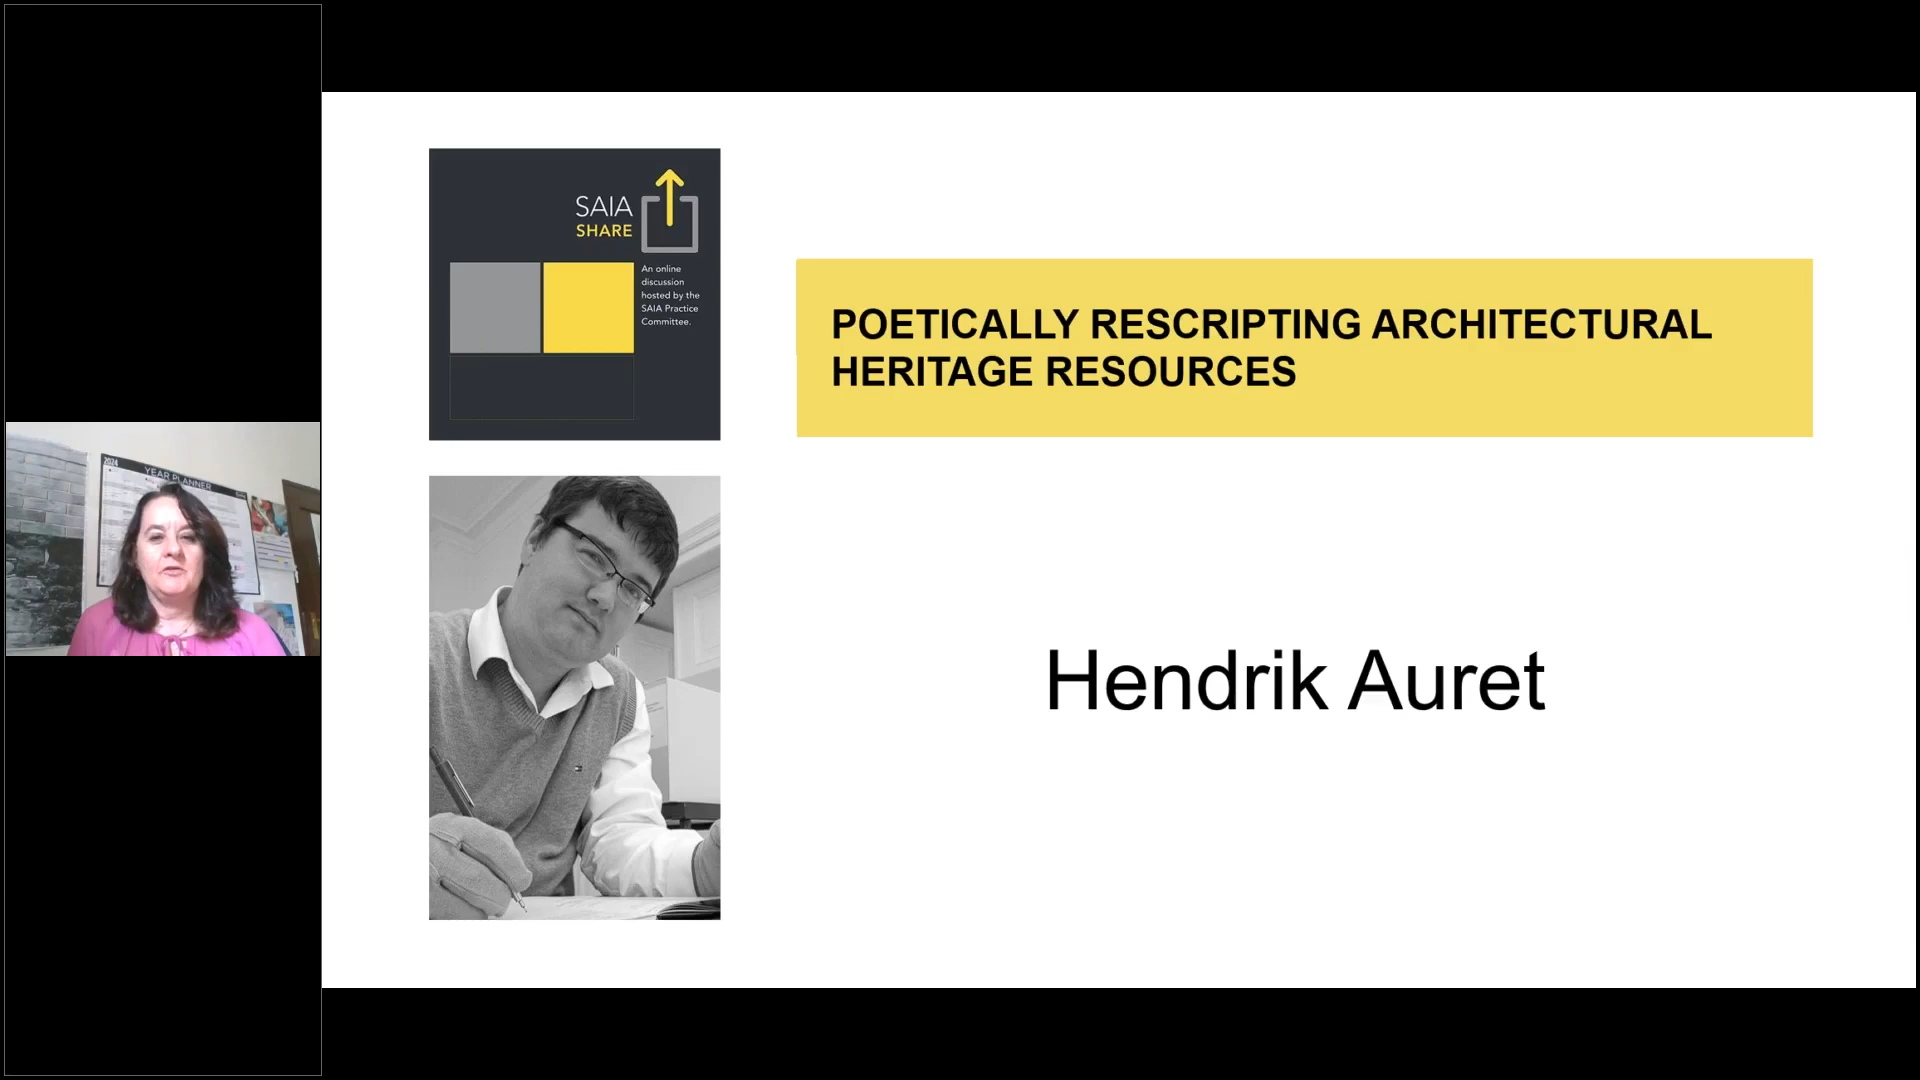 SAIA
SHARE
An online
discussion
hosted by the
SAIA Practice
Committee.
POETICALLY RESCRIPTING ARCHITECTURAL
HERITAGE RESOURCES
Hendrik Auret
2024
YEAR PLANNER